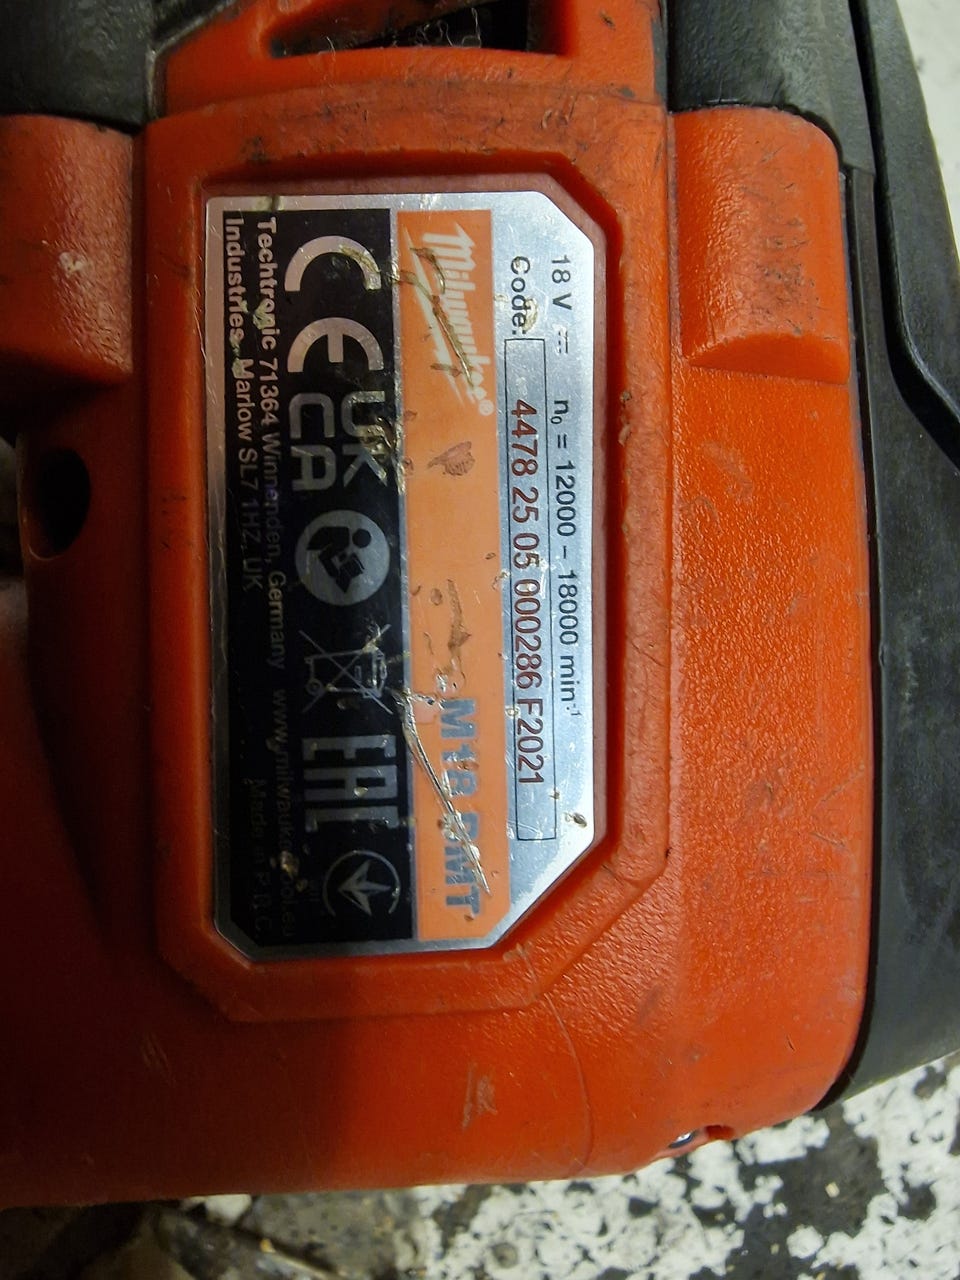 18 V ⎓ n₀ = 12000 - 18000 min⁻¹
Code: 4478 25 05 000286 F2021
Milwaukee®
M18 BMT
CE UK
CA
EAC
Techtronic 71364 Winnenden, Germany www.milwaukeetool.eu
Industries, Marlow SL7 1HZ, UK Made in P.R.C.